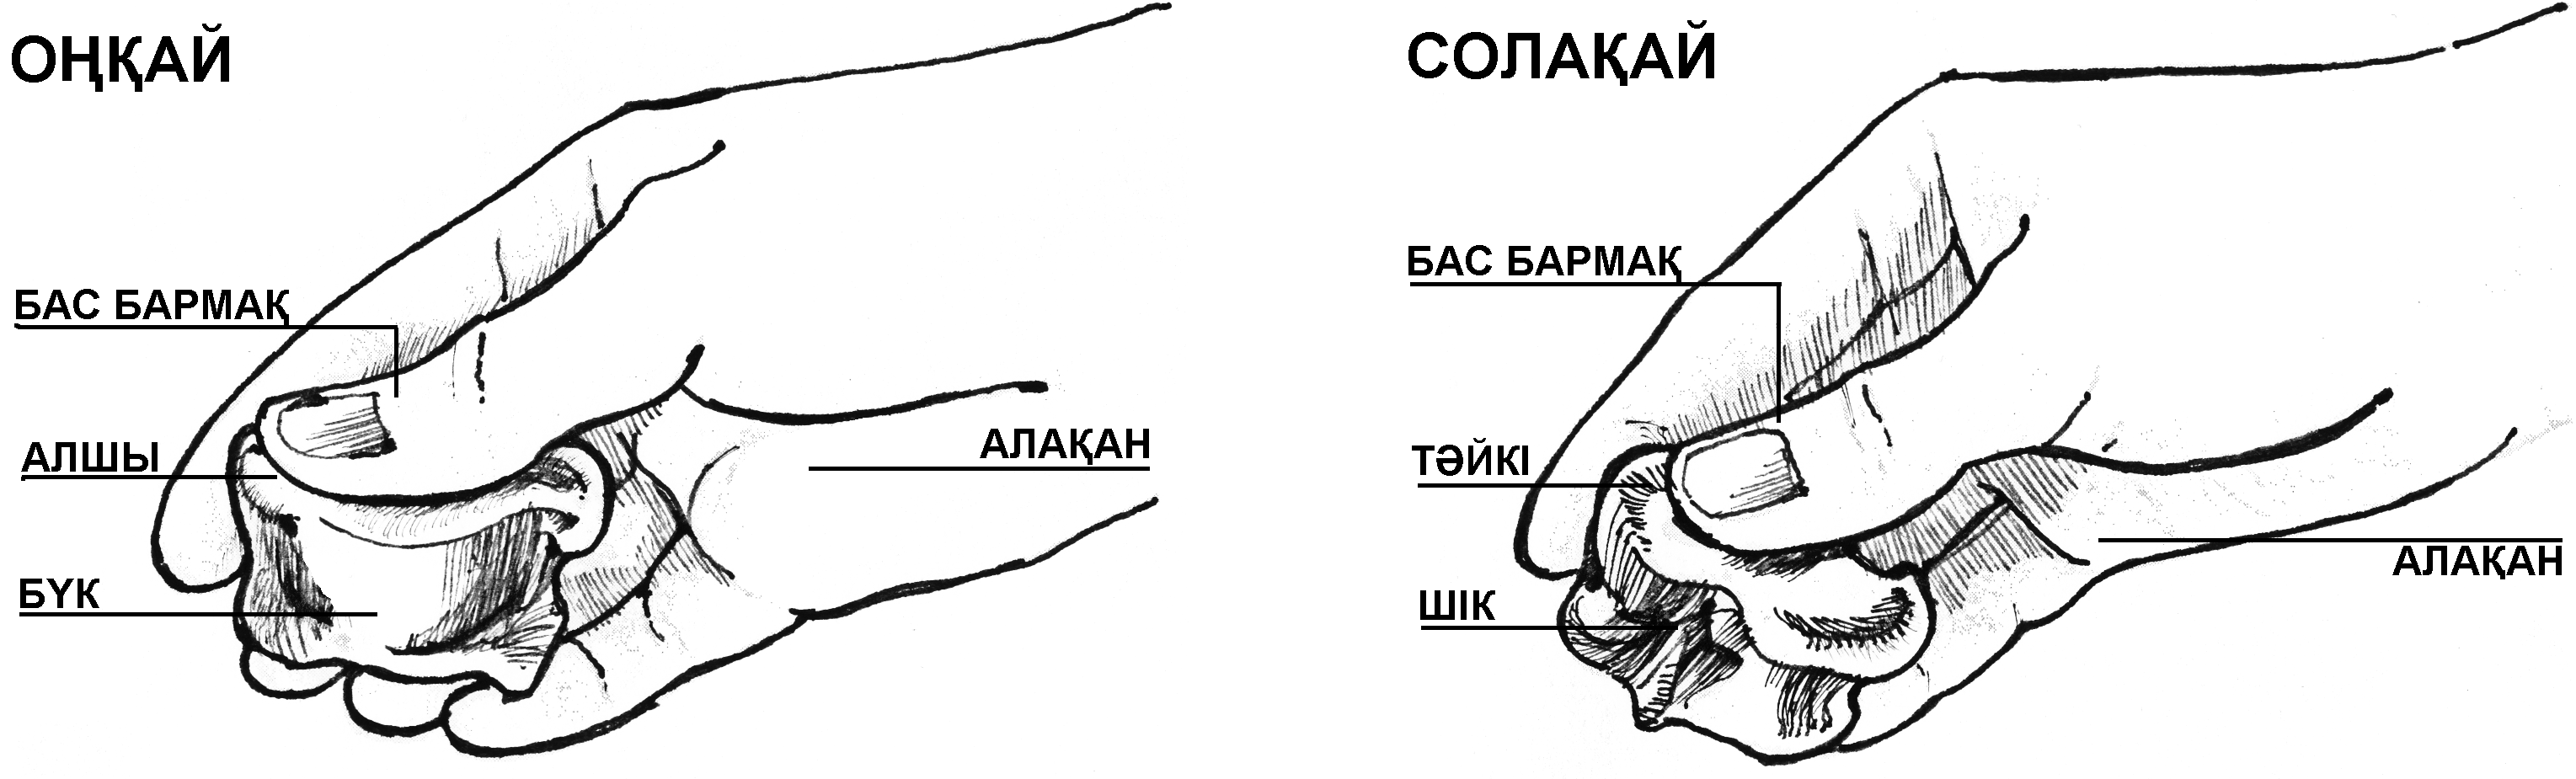 ОҢҚАЙ
БАС БАРМАҚ
АЛШЫ
БҮК
АЛАҚАН
СОЛАҚАЙ
БАС БАРМАҚ
ТӘЙКІ
ШІК
АЛАҚАН